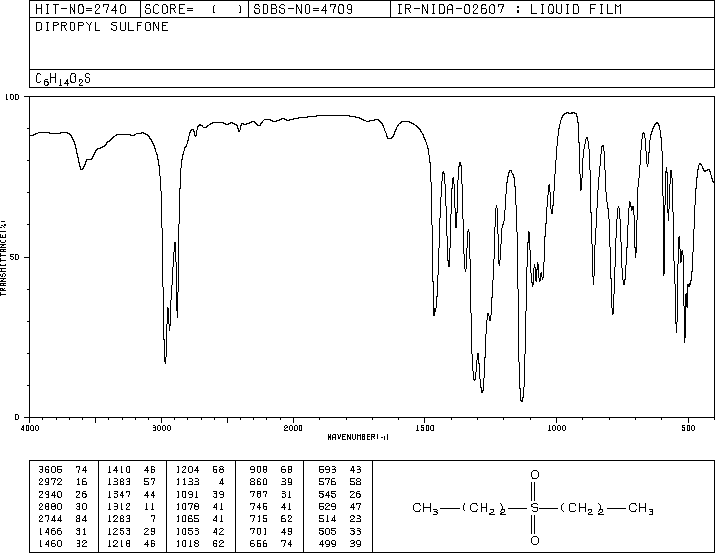 HIT-NO=2740 SCORE= ( ) SDBS-NO=4709 IR-NIDA-02607 : LIQUID FILM
DIPROPYL SULFONE
C6H14O2S
100
50
0
TRANSMITTANCE(%)
4000 3000 2000 1500 1000 500
WAVENUMBER(-1)
3605 74 1410 46 1204 68 908 68 593 43
2972 16 1383 57 1133 4 860 39 576 58
2940 26 1347 44 1091 39 787 31 545 26
2880 30 1312 11 1078 41 746 41 529 47
2744 84 1283 7 1065 41 715 62 514 23
1466 31 1253 29 1053 42 701 49 505 33
1460 32 1218 46 1018 62 656 74 499 39
O
CH3 (CH2)2 S (CH2)2 CH3
O